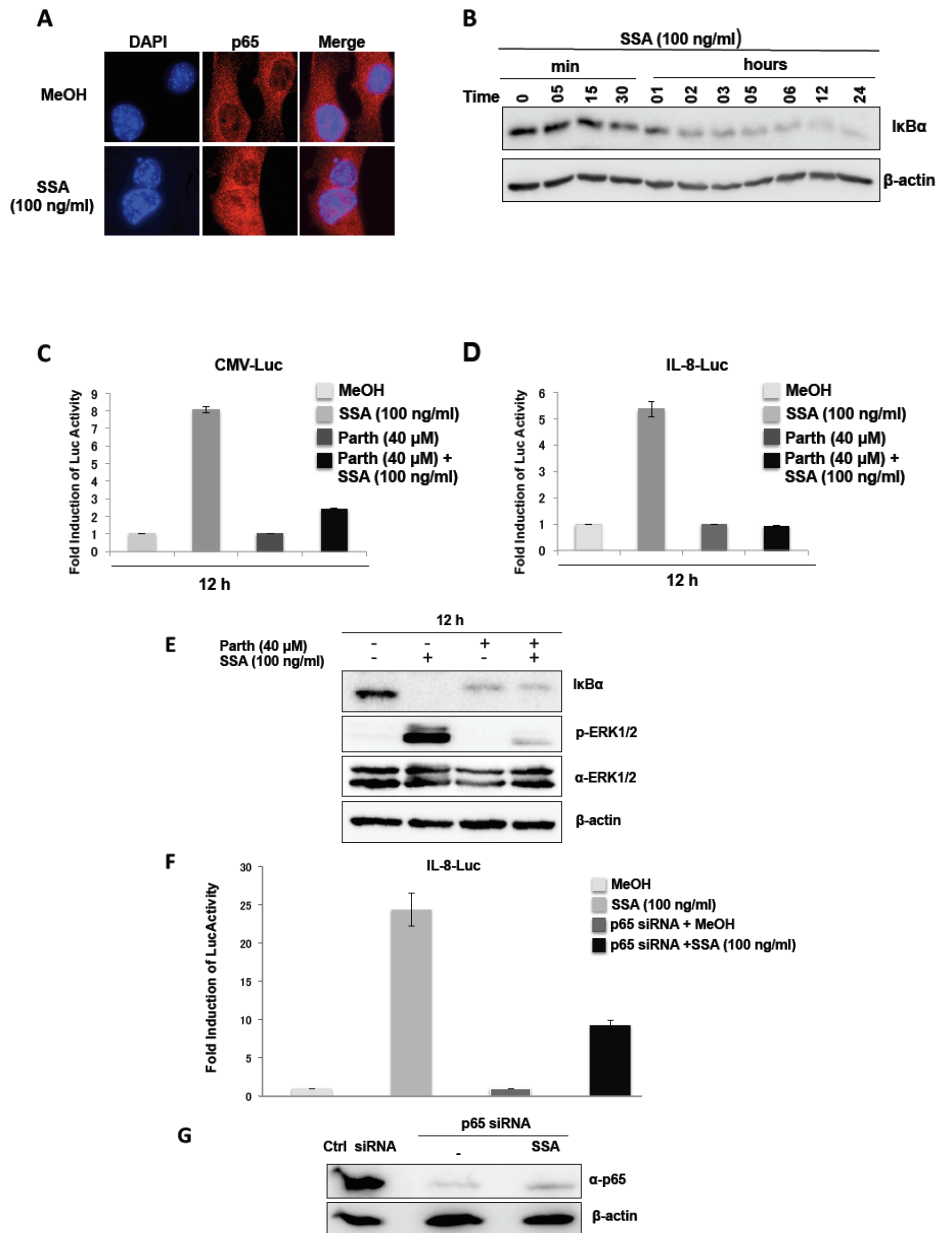 A
DAPI p65 Merge
MeOH
SSA
(100 ng/ml)
B
SSA (100 ng/ml)
min hours
Time 0 05 15 30 01 02 03 05 06 12 24
IκBα
β-actin
C
CMV-Luc
Fold Induction of Luc Activity
9
8
7
6
5
4
3
2
1
0
12 h
MeOH
SSA (100 ng/ml)
Parth (40 µM)
Parth (40 µM) +
SSA (100 ng/ml)
D
IL-8-Luc
Fold Induction of Luc Activity
6
5
4
3
2
1
0
12 h
MeOH
SSA (100 ng/ml)
Parth (40 µM)
Parth (40 µM) +
SSA (100 ng/ml)
E
12 h
Parth (40 µM) - - + +
SSA (100 ng/ml) - + - +
IκBα
p-ERK1/2
α-ERK1/2
β-actin
F
IL-8-Luc
Fold Induction of LucActivity
30
25
20
15
10
5
0
MeOH
SSA (100 ng/ml)
p65 siRNA + MeOH
p65 siRNA +SSA (100 ng/ml)
G
p65 siRNA
Ctrl siRNA - SSA
α-p65
β-actin